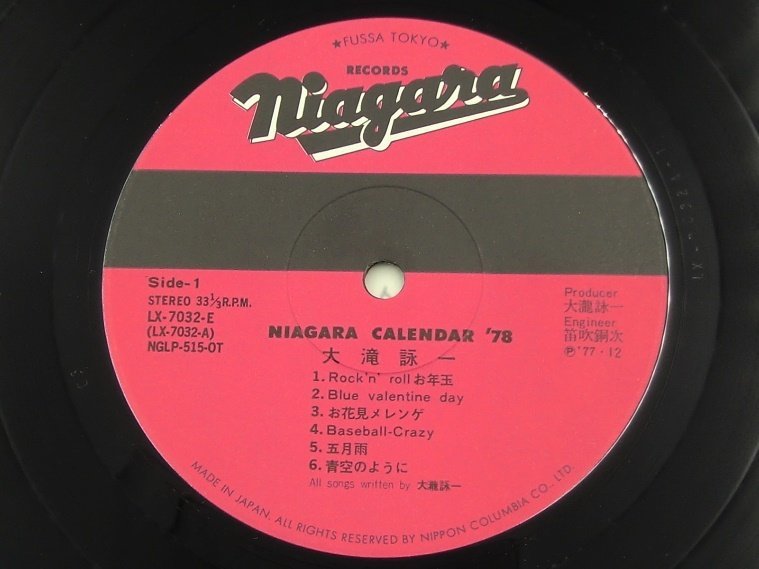 ★FUSSA TOKYO★
RECORDS
Niagara
Side-1
STEREO 33⅓R.P.M.
LX-7032-E
(LX-7032-A)
NGLP-515-OT
Producer
大瀧詠一
Engineer
笛吹銅次
Ⓟ'77・12
NIAGARA CALENDAR '78
大滝詠一
1. Rock'n' rollお年玉
2. Blue valentine day
3. お花見メレンゲ
4. Baseball-Crazy
5. 五月雨
6. 青空のように
All songs written by 大瀧詠一
MADE IN JAPAN. ALL RIGHTS RESERVED BY NIPPON COLUMBIA CO., LTD.